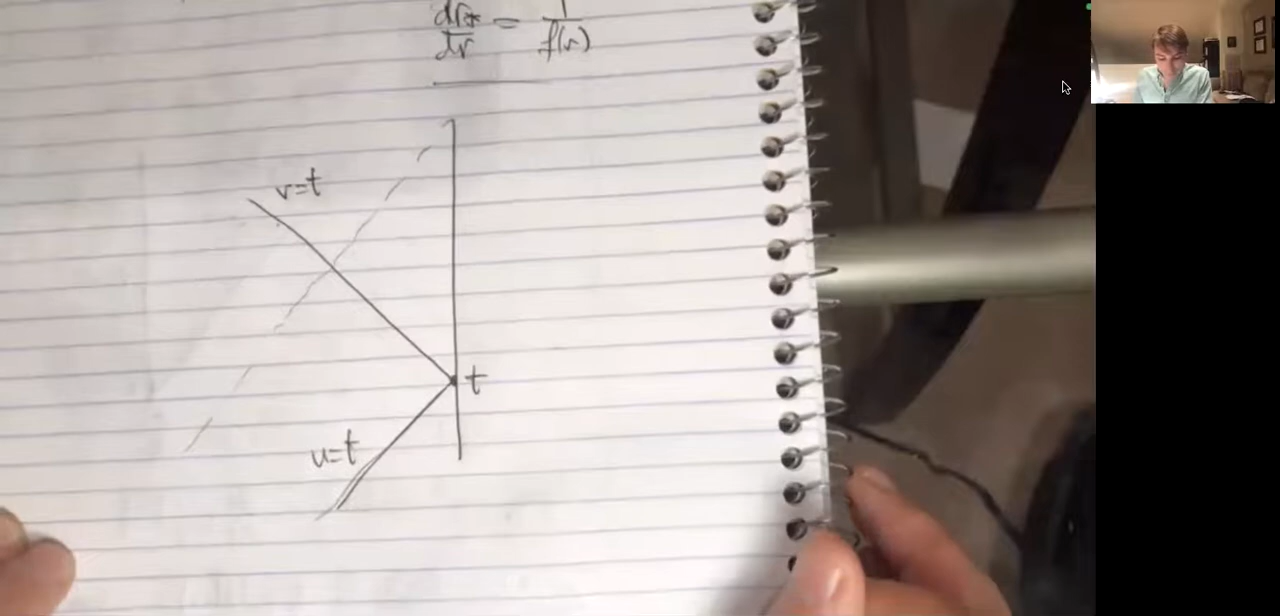 dr* / dr = 1 / f(r)
v=t
t
u=t